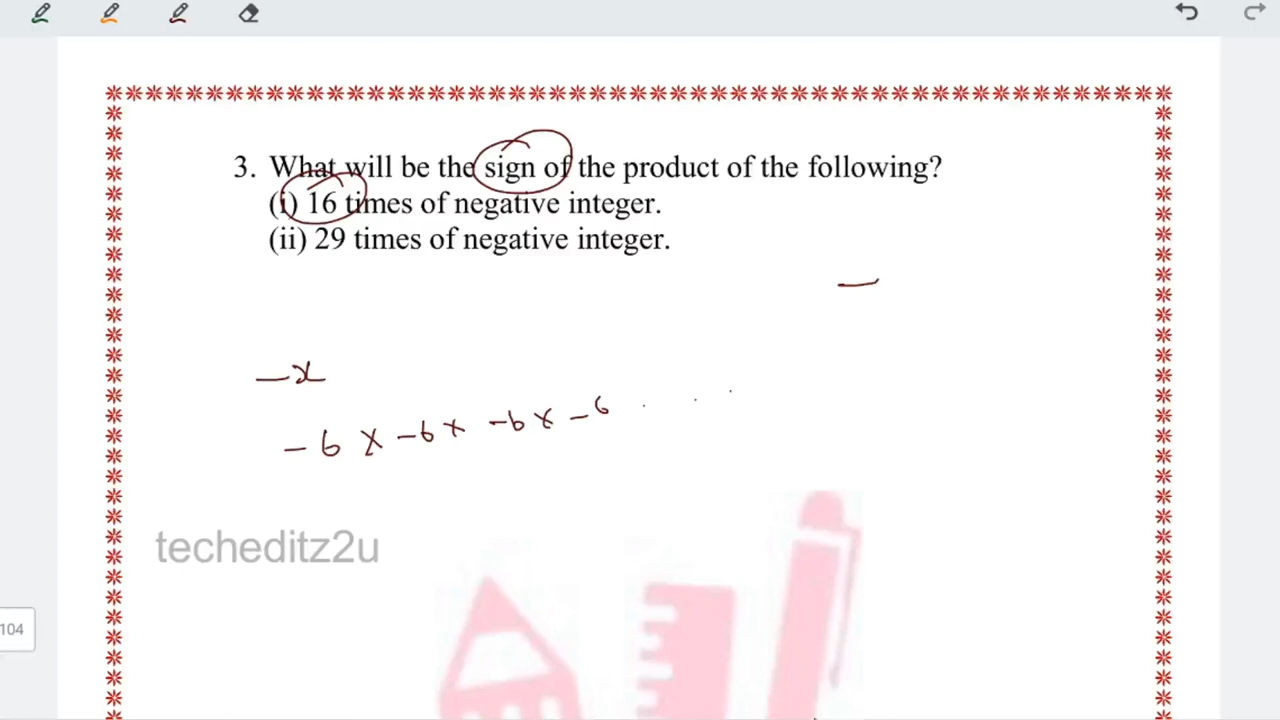 3. What will be the sign of the product of the following?
(i) 16 times of negative integer.
(ii) 29 times of negative integer.
—
—x
– 6 x – 6 x – 6 x – 6 . . .
techeditz2u
104